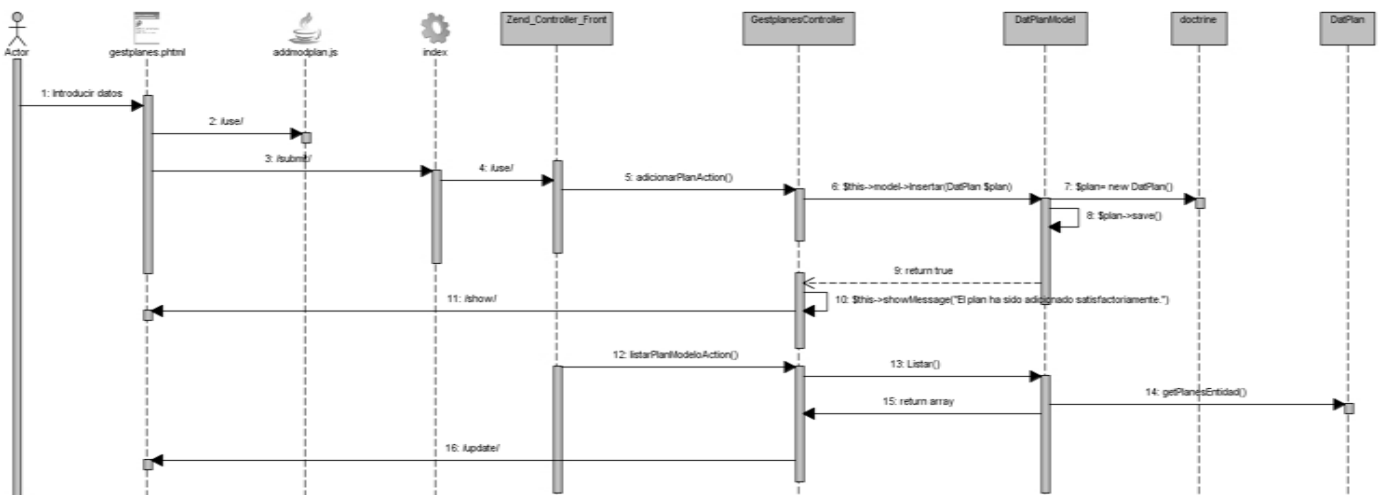 Zend_Controller_Front
GestplanesController
DatPlanModel
doctrine
DatPlan
Actor
gestplanes.phtml
addmodplan.js
index
1: Introducir datos
2: /use/
3: /submit/
4: /use/
5: adicionarPlanAction()
6: $this->model->Insertar(DatPlan $plan)
7: $plan= new DatPlan()
8: $plan->save()
9: return true
10: $this->showMessage("El plan ha sido adicionado satisfactoriamente.")
11: /show/
12: listarPlanModeloAction()
13: Listar()
14: getPlanesEntidad()
15: return array
16: /update/